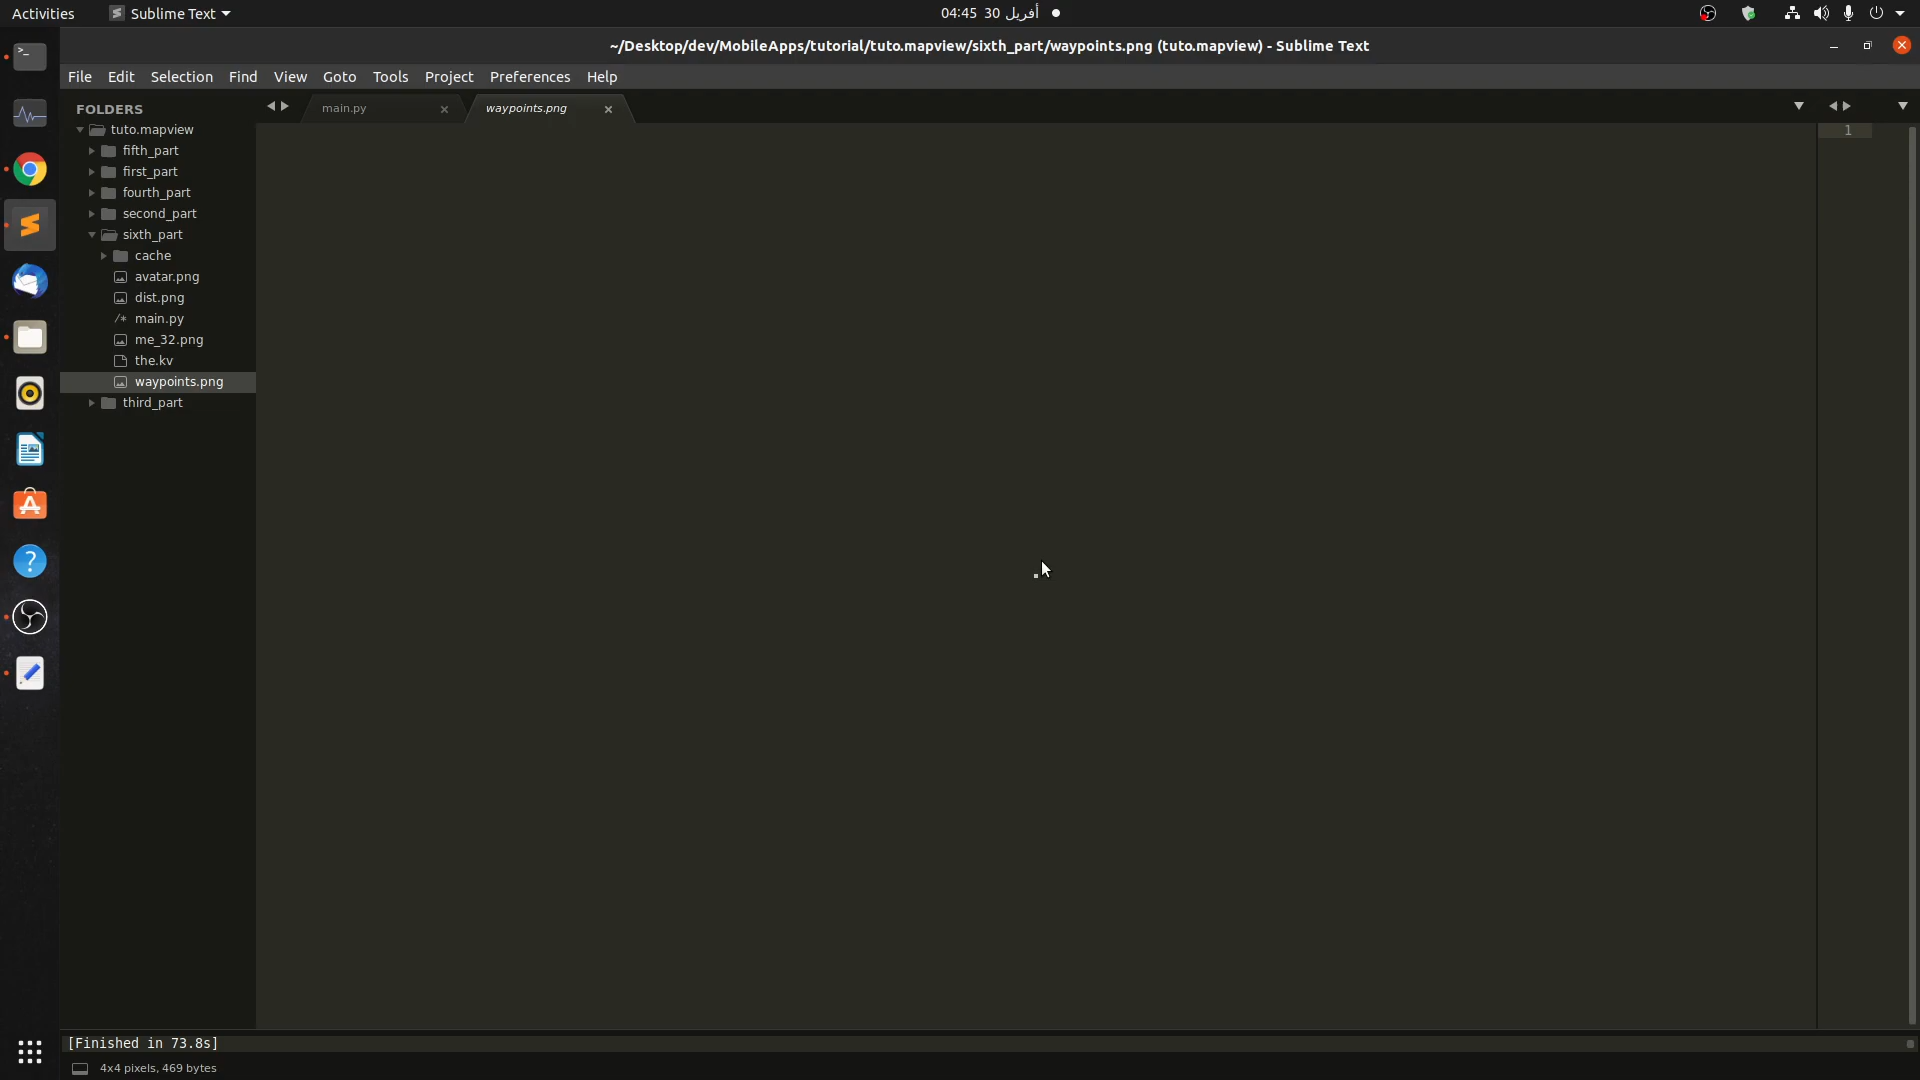 Activities
Sublime Text
04:45 30 أفريل
~/Desktop/dev/MobileApps/tutorial/tuto.mapview/sixth_part/waypoints.png (tuto.mapview) - Sublime Text
File Edit Selection Find View Goto Tools Project Preferences Help
FOLDERS
main.py
waypoints.png
1
tuto.mapview
fifth_part
first_part
fourth_part
second_part
sixth_part
cache
avatar.png
dist.png
/* main.py
me_32.png
the.kv
waypoints.png
third_part
[Finished in 73.8s]
4x4 pixels, 469 bytes